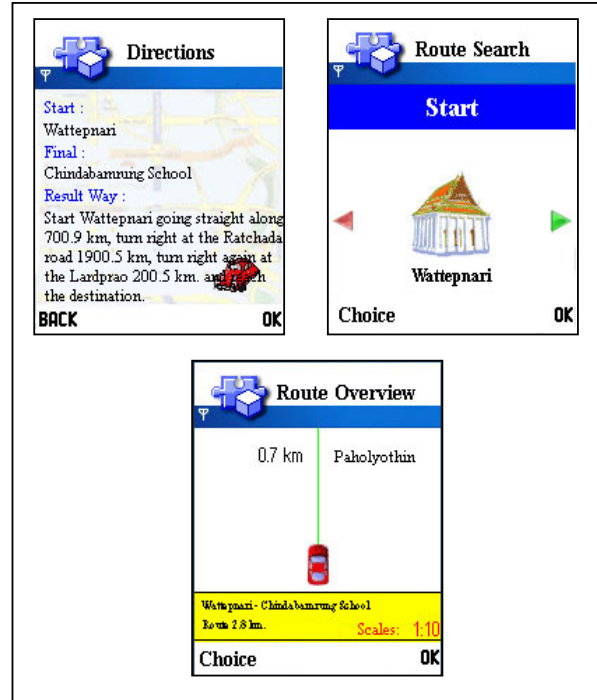 Directions
Start :
Wattepnari
Final :
Chindabamrung School
Result Way :
Start Wattepnari going straight along
700.9 km, turn right at the Ratchada
road 1900.5 km, turn right again at
the Lardprao 200.5 km. and reach
the destination.
BACK OK
Route Search
Start
Wattepnari
Choice OK
Route Overview
0.7 km Paholyothin
Wattepnari - Chindabamrung School
Route 2.8 km.
Scales: 1:10
Choice OK